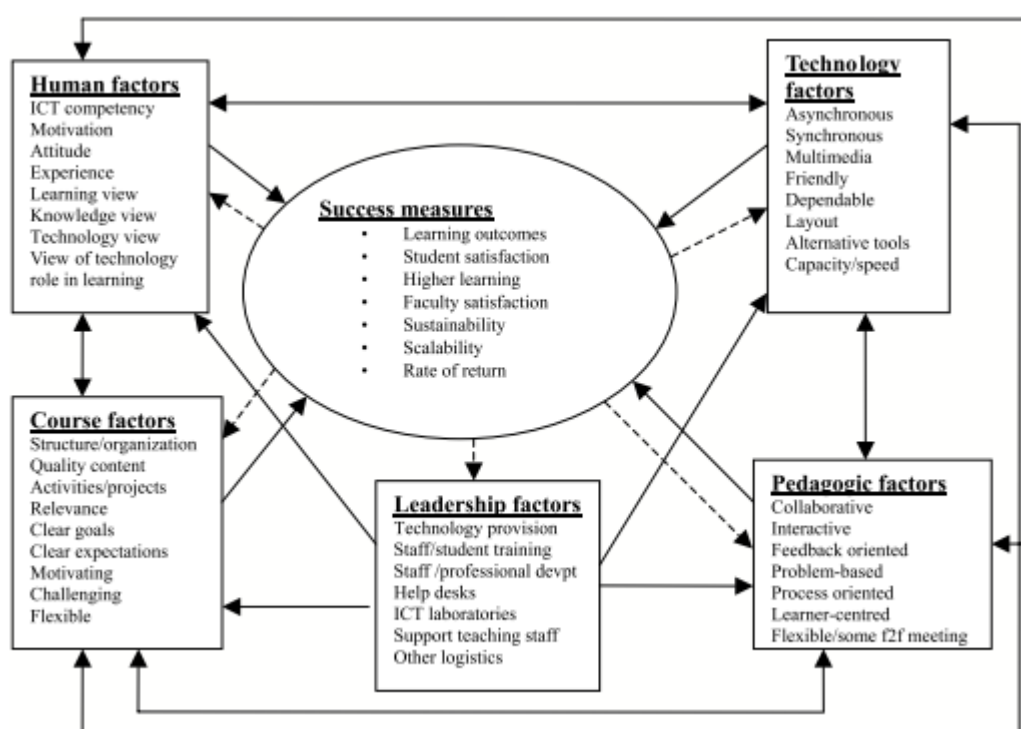 Human factors
ICT competency
Motivation
Attitude
Experience
Learning view
Knowledge view
Technology view
View of technology
role in learning
Technology
factors
Asynchronous
Synchronous
Multimedia
Friendly
Dependable
Layout
Alternative tools
Capacity/speed
Success measures
• Learning outcomes
• Student satisfaction
• Higher learning
• Faculty satisfaction
• Sustainability
• Scalability
• Rate of return
Course factors
Structure/organization
Quality content
Activities/projects
Relevance
Clear goals
Clear expectations
Motivating
Challenging
Flexible
Leadership factors
Technology provision
Staff/student training
Staff /professional devpt
Help desks
ICT laboratories
Support teaching staff
Other logistics
Pedagogic factors
Collaborative
Interactive
Feedback oriented
Problem-based
Process oriented
Learner-centred
Flexible/some f2f meeting